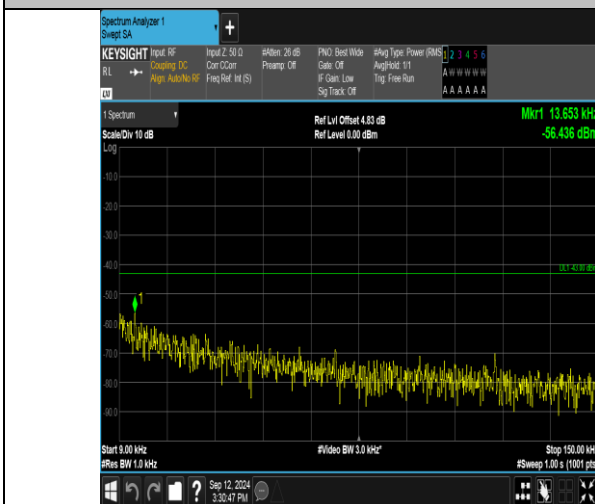 Spectrum Analyzer 1
Swept SA
+
KEYSIGHT Input: RF Input Z: 50 Ω #Atten: 26 dB PNO: Best Wide #Avg Type: Power (RMS 1 2 3 4 5 6
RL Coupling: DC Corr CCorr Preamp: Off Gate: Off Avg|Hold: 1/1 A W W W W W
Align: Auto/No RF Freq Ref: Int (S) IF Gain: Low Trig: Free Run
Sig Track: Off A A A A A A
1 Spectrum
Ref Lvl Offset 4.83 dB Mkr1 13.653 kHz
Scale/Div 10 dB Ref Level 0.00 dBm -56.436 dBm
Log
-10.0
-20.0
-30.0
-40.0
DL1 -43.00 dBm
-50.0
1
-60.0
-70.0
-80.0
-90.0
Start 9.00 kHz #Video BW 3.0 kHz* Stop 150.00 kHz
#Res BW 1.0 kHz #Sweep 1.00 s (1001 pts
? Sep 12, 2024
3:30:47 PM